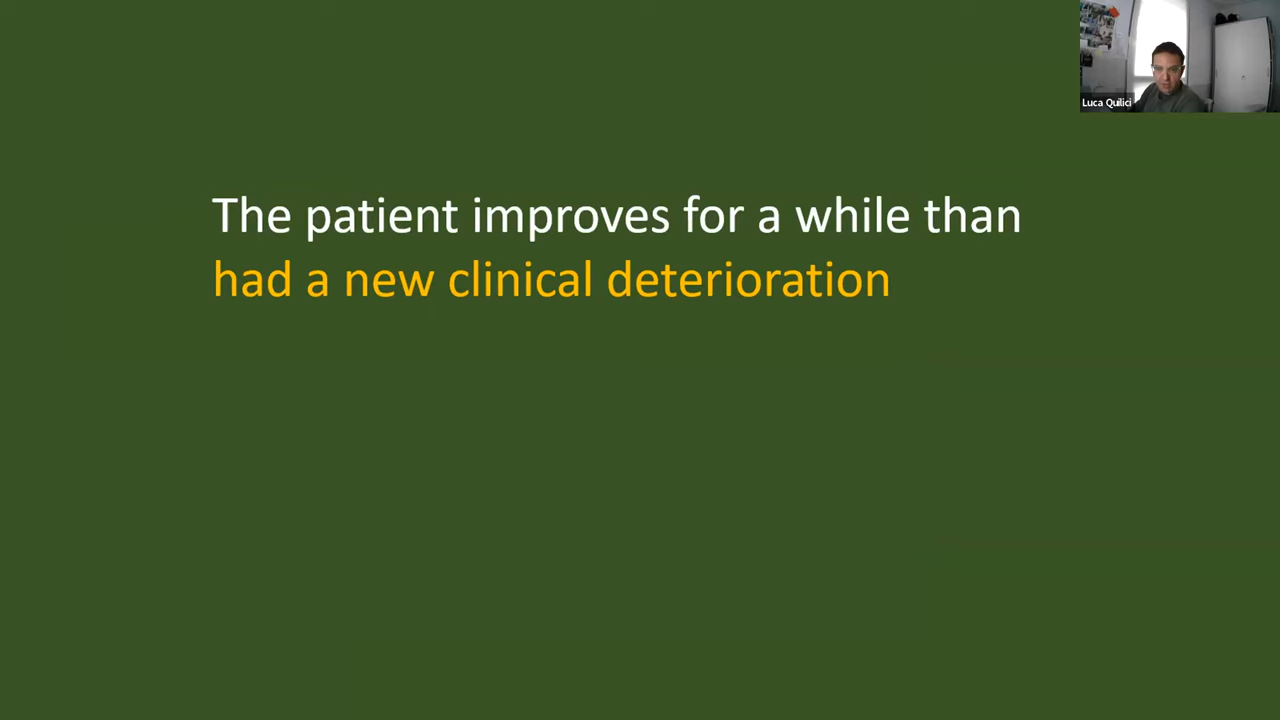 Luca Quilici
The patient improves for a while than
had a new clinical deterioration